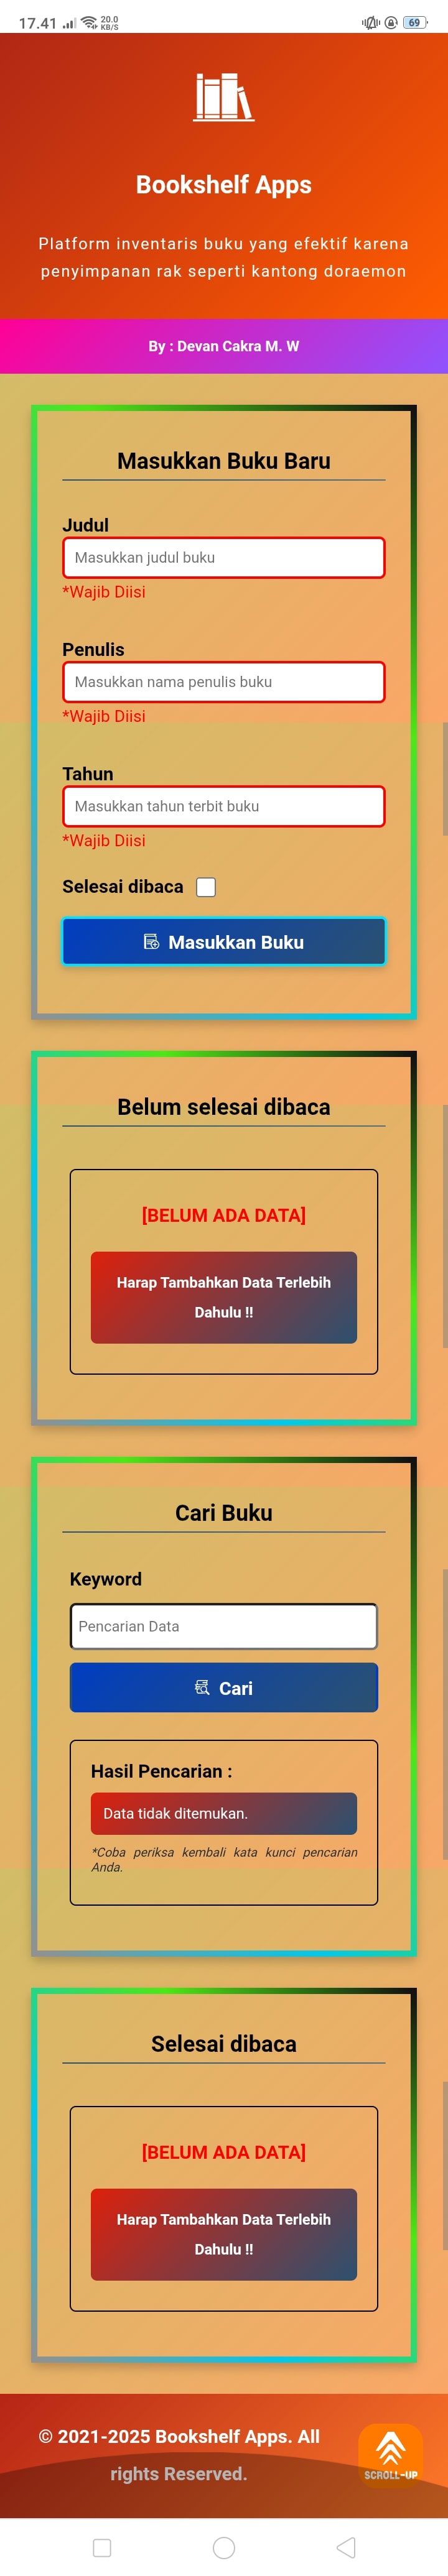 17.41
20.0
KB/S
69
Bookshelf Apps
Platform inventaris buku yang efektif karena
penyimpanan rak seperti kantong doraemon
By : Devan Cakra M. W
Masukkan Buku Baru
Judul
Masukkan judul buku
*Wajib Diisi
Penulis
Masukkan nama penulis buku
*Wajib Diisi
Tahun
Masukkan tahun terbit buku
*Wajib Diisi
Selesai dibaca
Masukkan Buku
Belum selesai dibaca
[BELUM ADA DATA]
Harap Tambahkan Data Terlebih
Dahulu !!
Cari Buku
Keyword
Pencarian Data
Cari
Hasil Pencarian :
Data tidak ditemukan.
*Coba periksa kembali kata kunci pencarian
Anda.
Selesai dibaca
[BELUM ADA DATA]
Harap Tambahkan Data Terlebih
Dahulu !!
© 2021-2025 Bookshelf Apps. All
rights Reserved.
SCROLL-UP